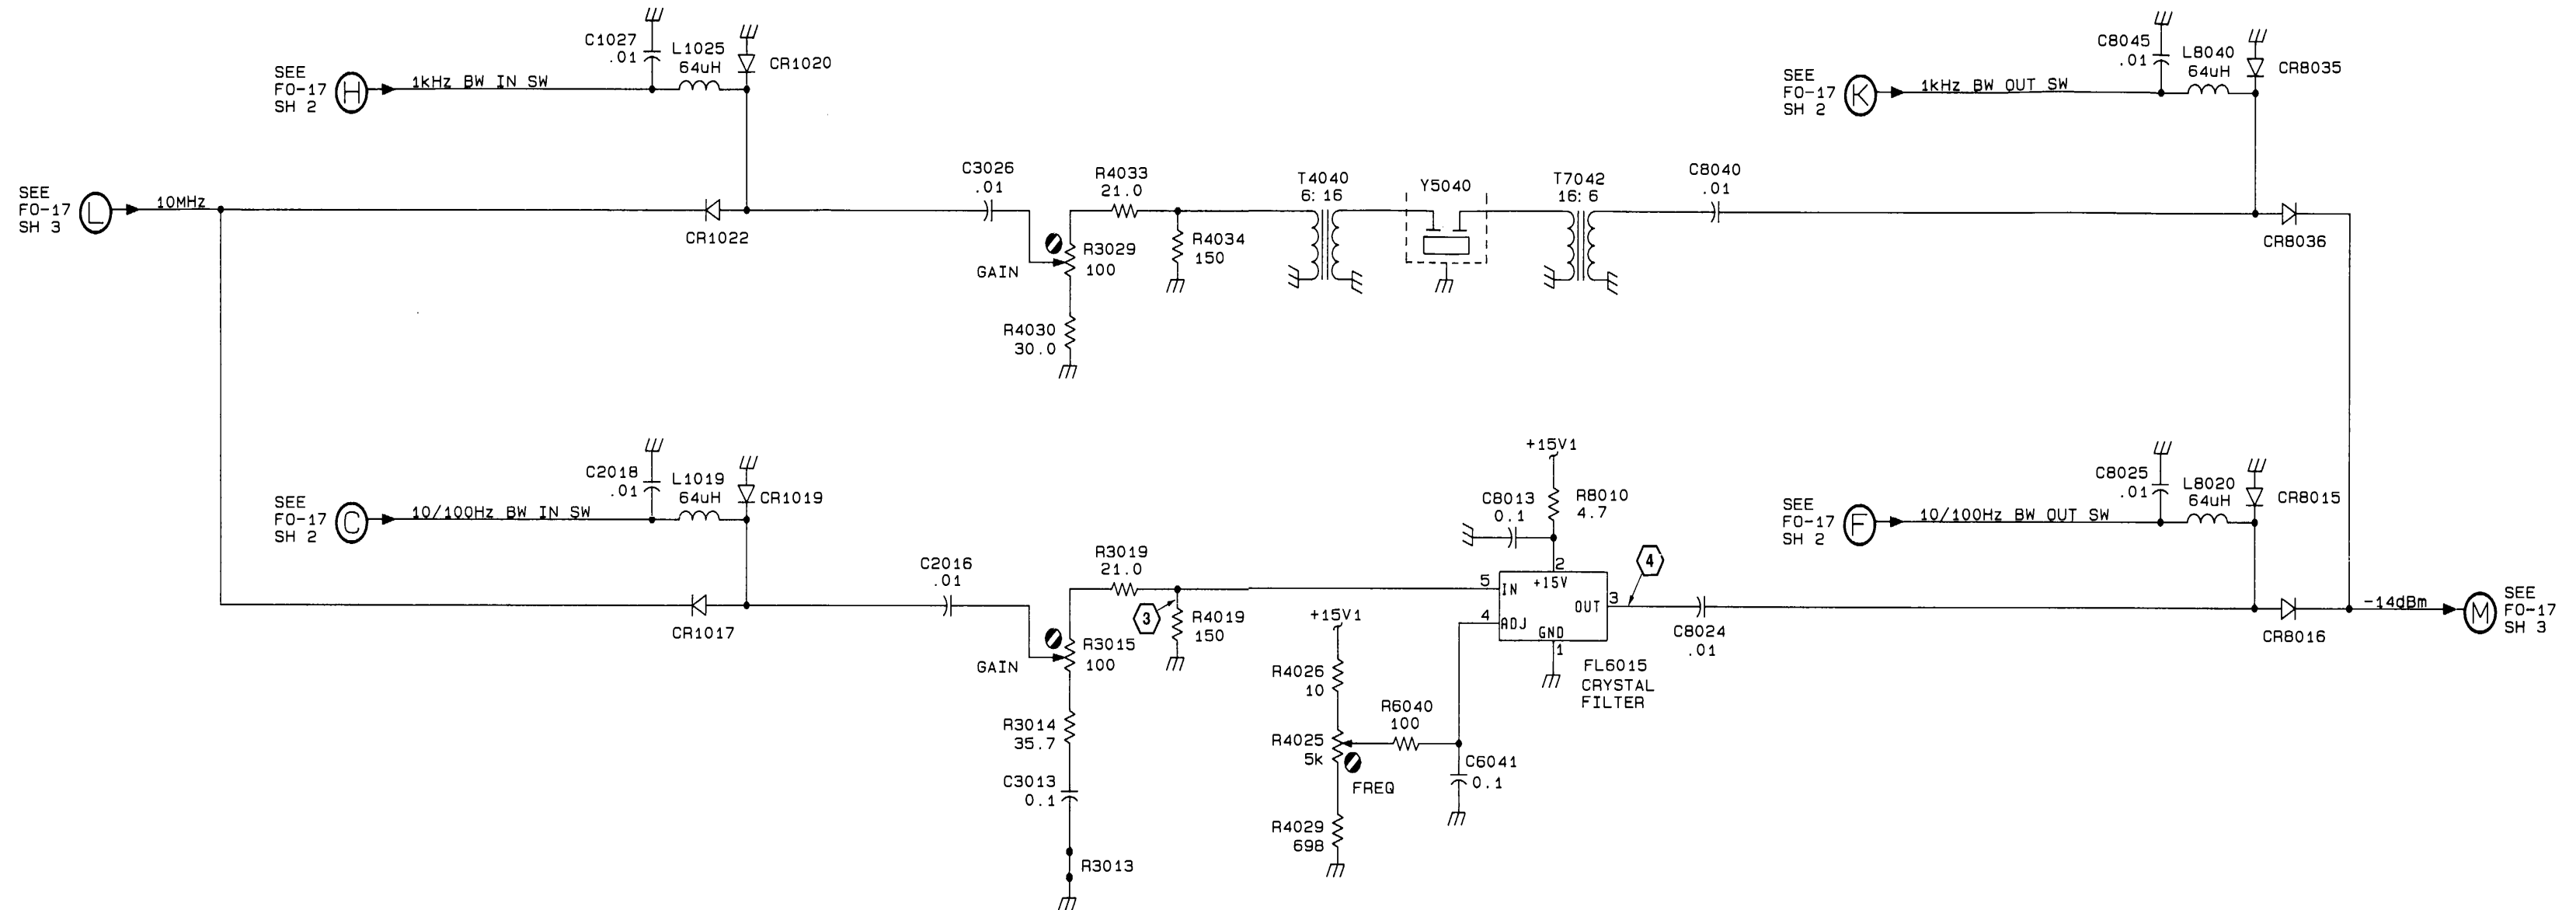 C1027
.01
L1025
64uH
CR1020
SEE
FO-17
SH 2
H
1kHz BW IN SW
C8045
.01
L8040
64uH
CR8035
SEE
FO-17
SH 2
K
1kHz BW OUT SW
SEE
FO-17
SH 3
L
10MHz
CR1022
C3026
.01
R4033
21.0
GAIN
R3029
100
R4034
150
R4030
30.0
T4040
6:16
Y5040
T7042
16:6
C8040
.01
CR8036
C2018
.01
L1019
64uH
CR1019
SEE
FO-17
SH 2
C
10/100Hz BW IN SW
CR1017
C2016
.01
R3019
21.0
3
R4019
150
GAIN
R3015
100
R3014
35.7
C3013
0.1
R3013
+15V1
C8013
0.1
R8010
4.7
2
+15V
5
IN
4
ADJ
OUT
3
GND
1
4
FL6015
CRYSTAL
FILTER
+15V1
R4026
10
R4025
5k
FREQ
R6040
100
C6041
0.1
R4029
698
C8024
.01
C8025
.01
L8020
64uH
CR8015
SEE
FO-17
SH 2
F
10/100Hz BW OUT SW
CR8016
-14dBm
M
SEE
FO-17
SH 3